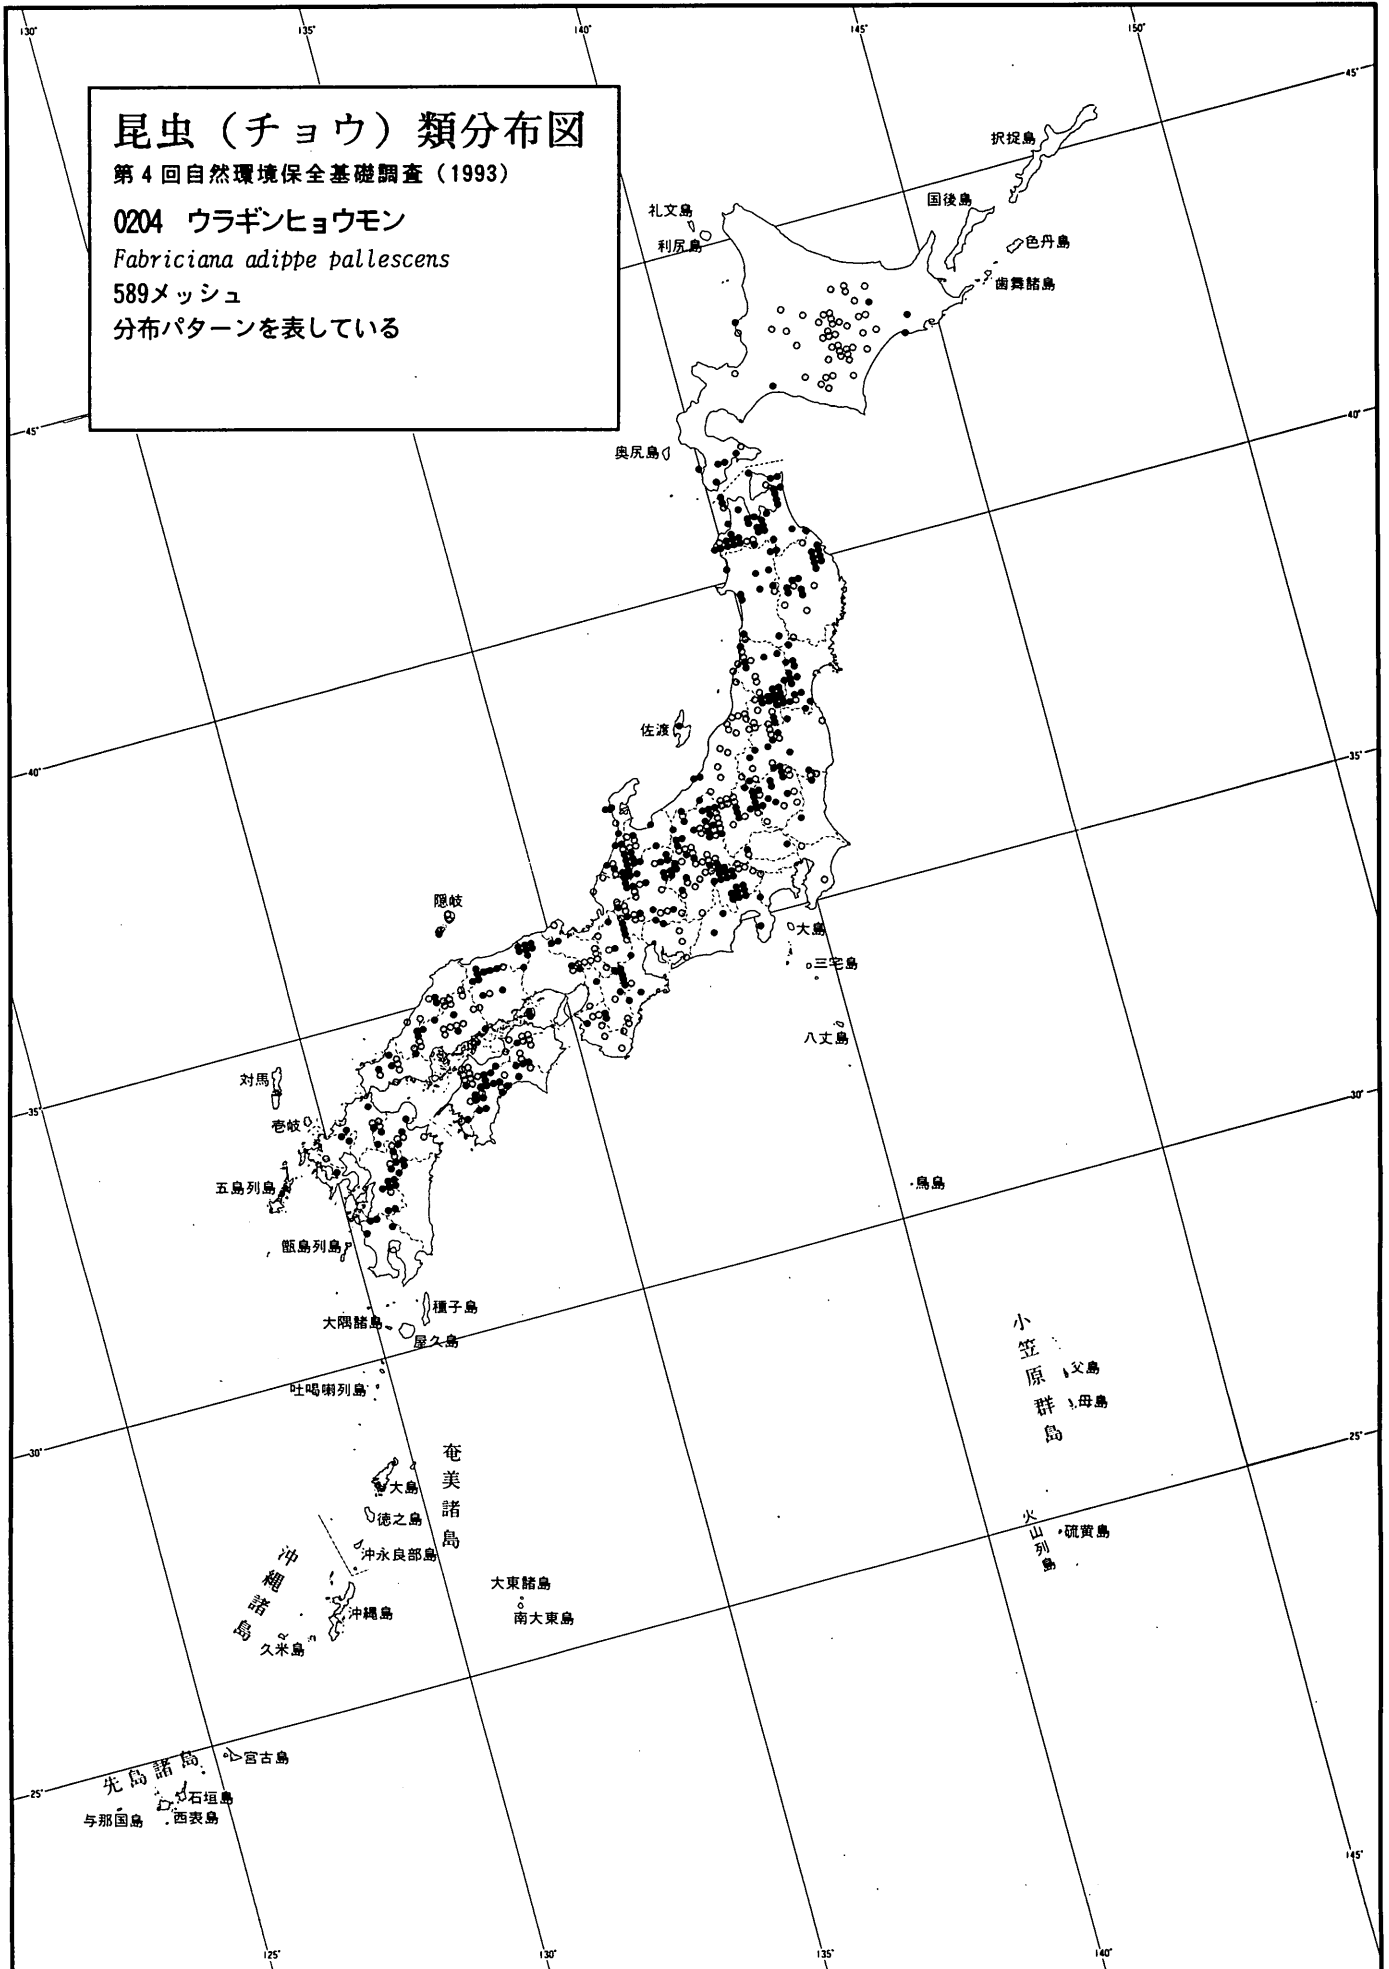 130°
135°
140°
145°
150°
45°
昆虫（チョウ）類分布図
第4回自然環境保全基礎調査（1993）
0204 ウラギンヒョウモン
Fabriciana adippe pallescens
589メッシュ
分布パターンを表している
択捉島
国後島
礼文島
利尻島
色丹島
歯舞諸島
40°
45°
奥尻島
佐渡
35°
40°
隠岐
大島
三宅島
八丈島
対馬
30°
35°
壱岐
五島列島
鳥島
甑島列島
種子島
大隅諸島
屋久島
小笠原群島
父島
吐喝喇列島
母島
25°
30°
奄美諸島
大島
徳之島
火山列島
硫黄島
沖永良部島
沖縄諸島
大東諸島
沖縄島
南大東島
久米島
先島諸島
宮古島
25°
石垣島
与那国島
西表島
145°
125°
130°
135°
140°